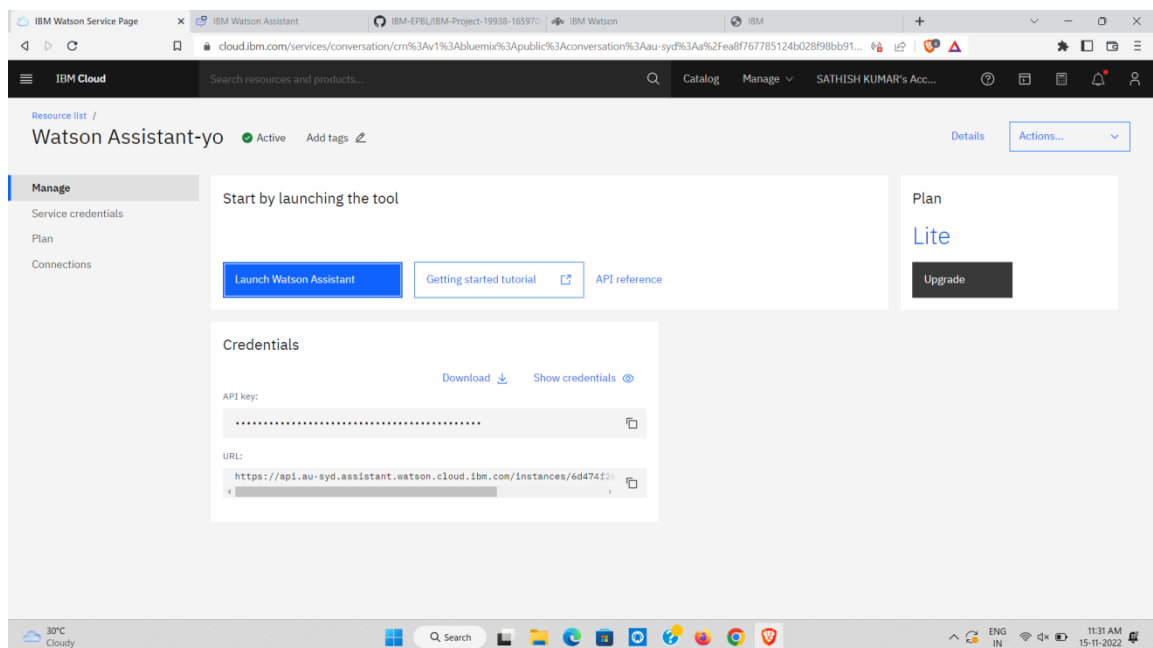 IBM Watson Service Page
IBM Watson Assistant
IBM-EPBL/IBM-Project-19938-165970
IBM Watson
IBM
cloud.ibm.com/services/conversation/crn%3Av1%3Abluemix%3Apublic%3Aconversation%3Aau-syd%3Aa%2Fea8f767785124b028f98bb91...
IBM Cloud
Search resources and products...
Catalog
Manage
SATHISH KUMAR's Acc...
Resource list /
Watson Assistant-yo
Active
Add tags
Details
Actions...
Manage
Service credentials
Plan
Connections
Start by launching the tool
Launch Watson Assistant
Getting started tutorial
API reference
Plan
Lite
Upgrade
Credentials
Download
Show credentials
API key:
URL:
https://api.au-syd.assistant.watson.cloud.ibm.com/instances/6d474f2
30°C
Cloudy
Search
ENG
IN
11:31 AM
15-11-2022